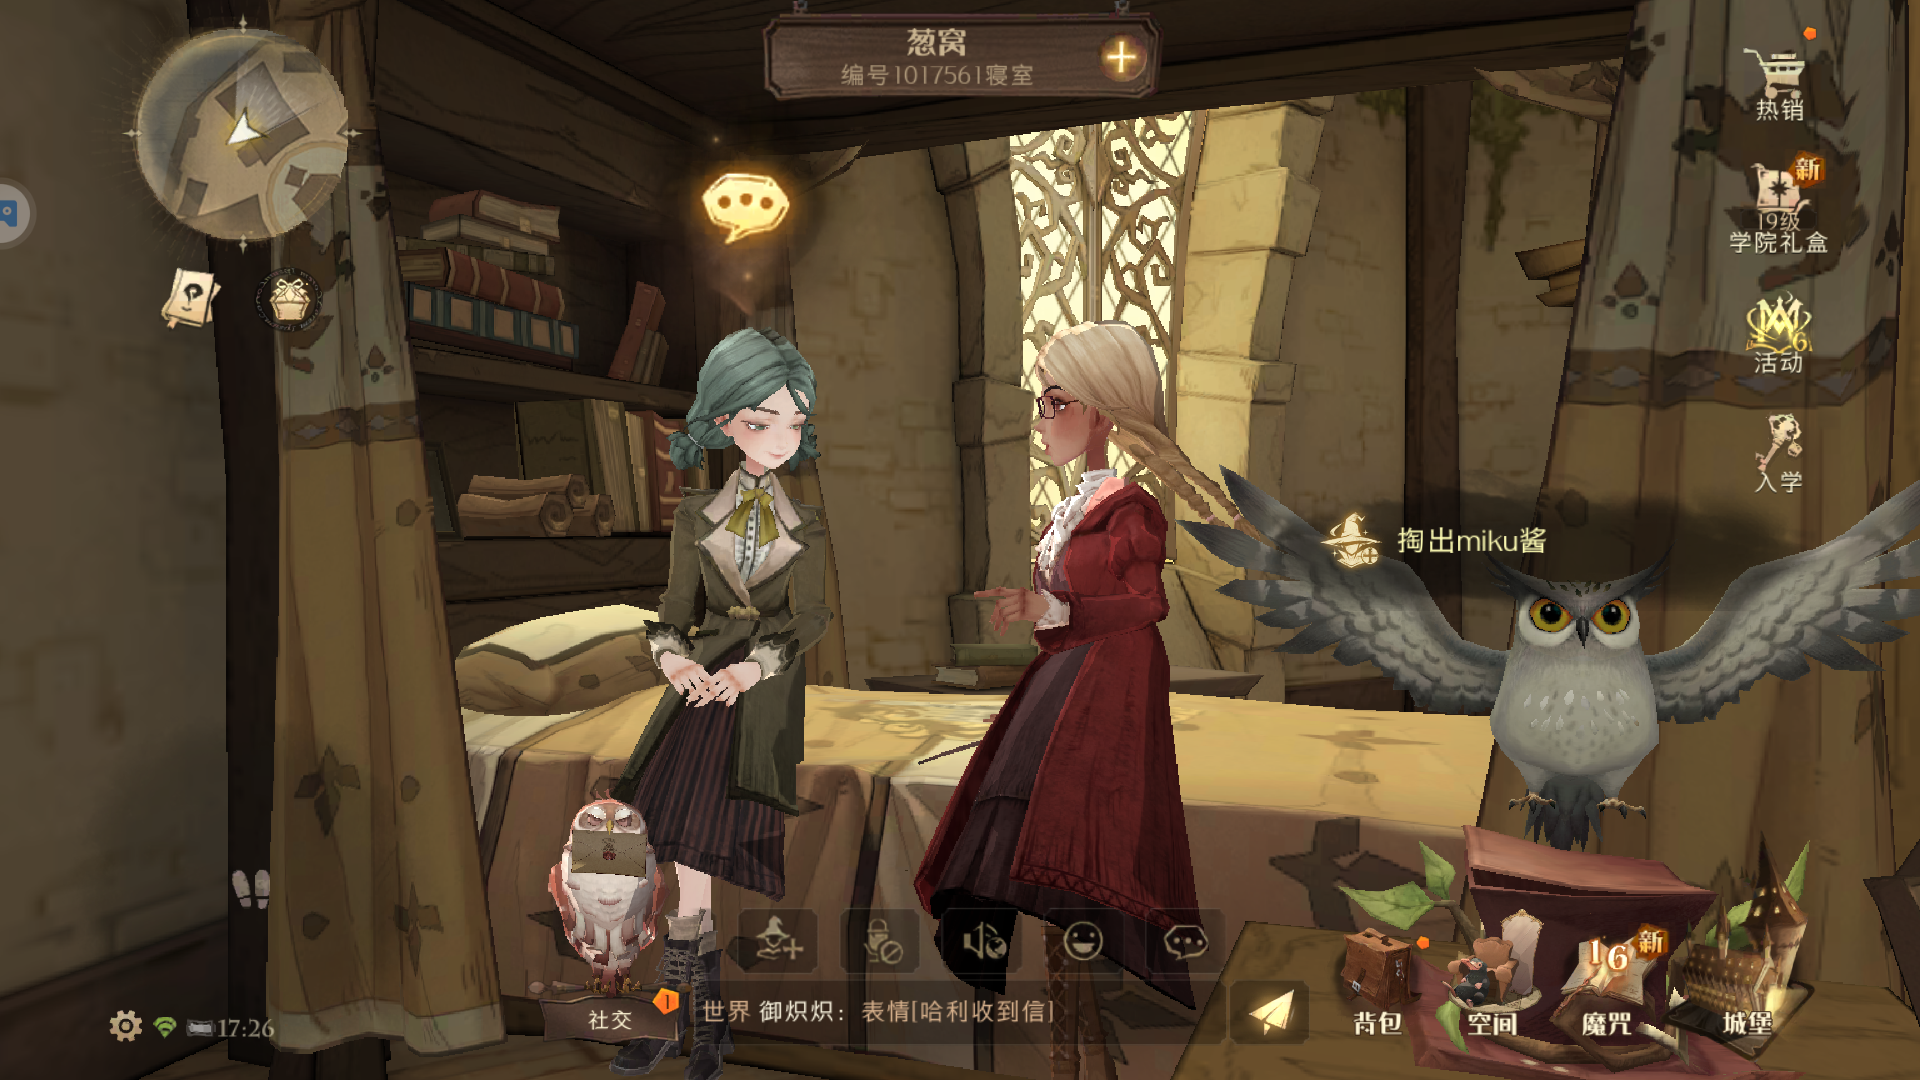 葱窝
编号1017561寝室
热销
新
19级
学院礼盒
6
活动
入学
掏出miku酱
1
社交
世界 御炽炽：表情[哈利收到信]
背包
空间
16
新
魔咒
城堡
17:26